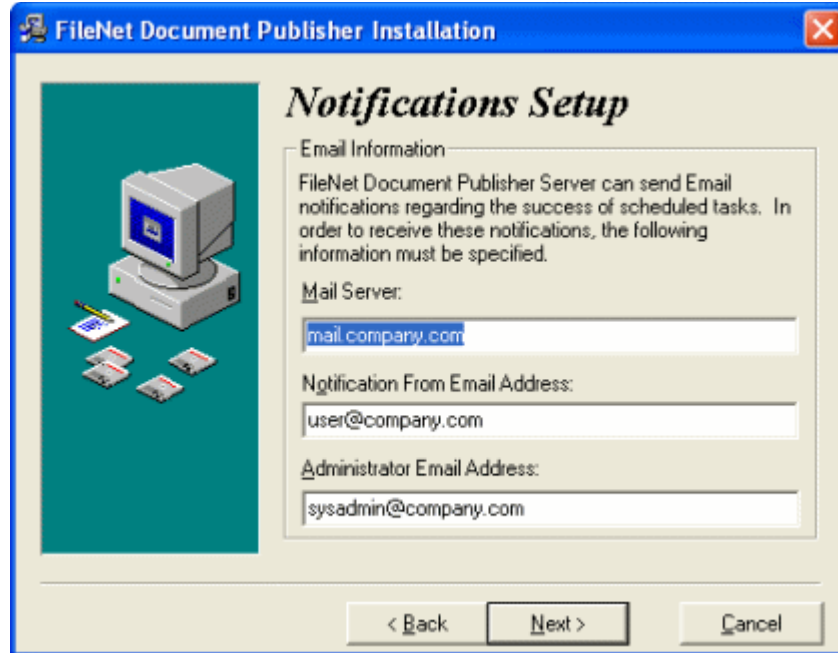 FileNet Document Publisher Installation
Notifications Setup
Email Information
FileNet Document Publisher Server can send Email
notifications regarding the success of scheduled tasks. In
order to receive these notifications, the following
information must be specified.
Mail Server:
mail.company.com
Notification From Email Address:
user@company.com
Administrator Email Address:
sysadmin@company.com
< Back
Next >
Cancel